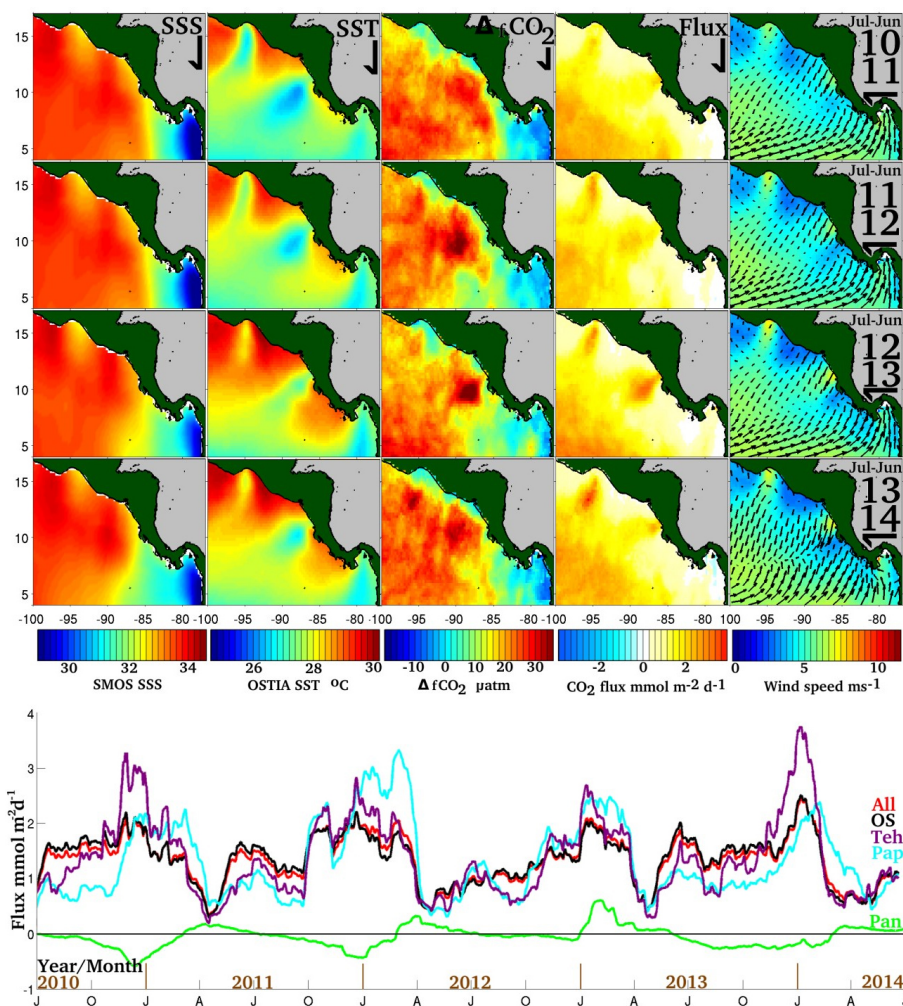 SSS SST ΔfCO2 Flux Jul-Jun
15 10
10 11
5
Jul-Jun
15 11
10 12
5
Jul-Jun
15 12
10 13
5
Jul-Jun
15 13
10 14
5
-100 -95 -90 -85 -80 -100 -95 -90 -85 -80 -100 -95 -90 -85 -80 -100 -95 -90 -85 -80 -100 -95 -90 -85 -80
30 32 34 26 28 30 -10 0 10 20 30 -2 0 2 0 5 10
SMOS SSS OSTIA SST ºC ΔfCO2 µatm CO2 flux mmol m-2 d-1 Wind speed ms-1
4
3
2
1
0
-1
Flux mmol m-2d-1
All
OS
Teh
Pap
Pan
Year/Month
2010 2011 2012 2013 2014
J O J A J O J A J O J A J O J A